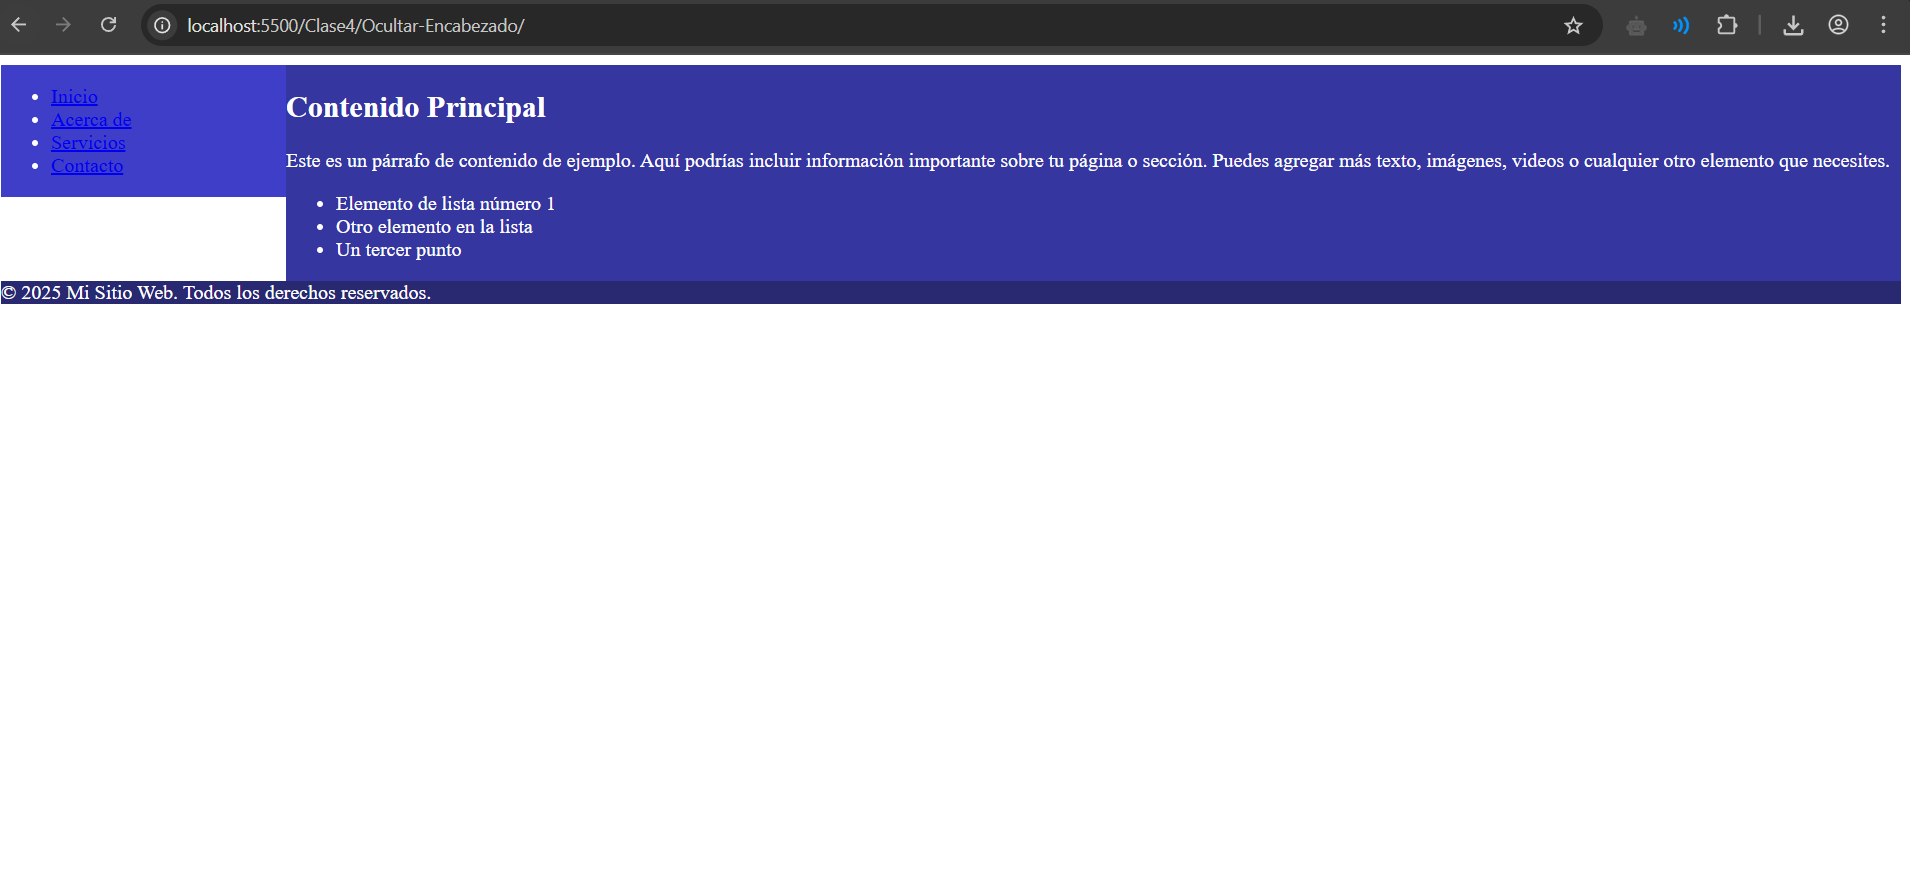 localhost:5500/Clase4/Ocultar-Encabezado/
Inicio
Acerca de
Servicios
Contacto
Contenido Principal
Este es un párrafo de contenido de ejemplo. Aquí podrías incluir información importante sobre tu página o sección. Puedes agregar más texto, imágenes, videos o cualquier otro elemento que necesites.
Elemento de lista número 1
Otro elemento en la lista
Un tercer punto
© 2025 Mi Sitio Web. Todos los derechos reservados.